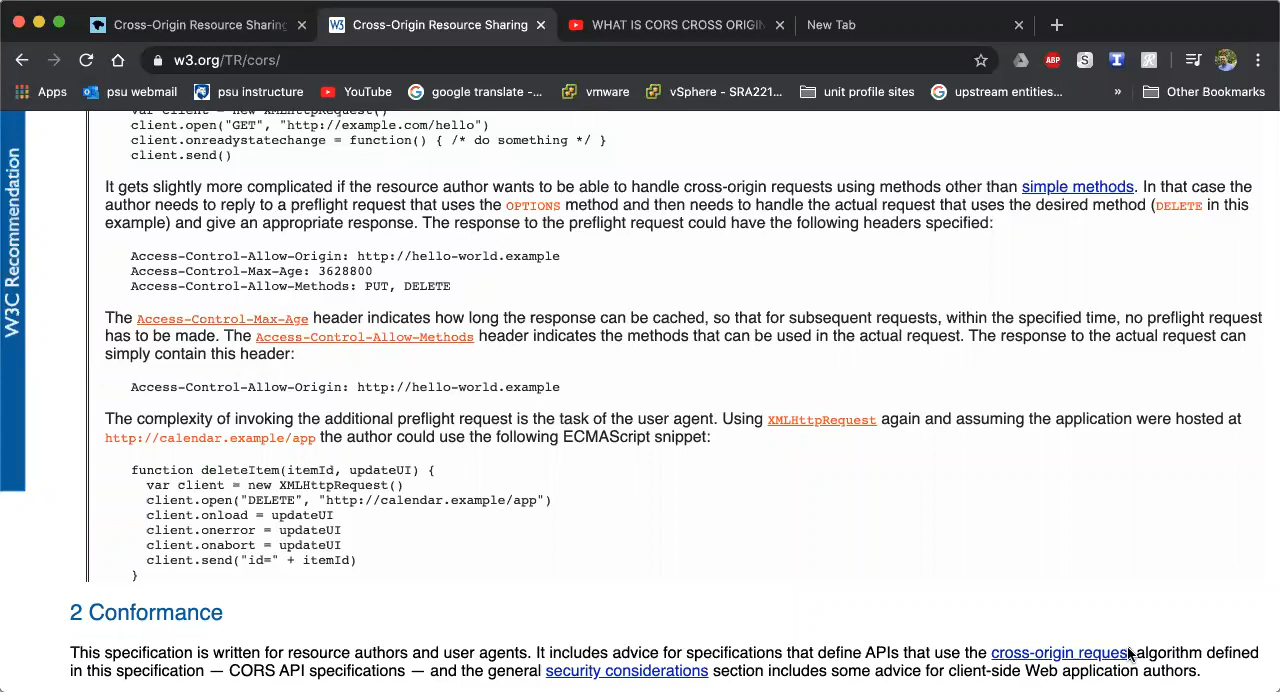 Cross-Origin Resource Sharing
Cross-Origin Resource Sharing
WHAT IS CORS CROSS ORIGIN
New Tab
w3.org/TR/cors/
Apps psu webmail psu instructure YouTube google translate -... vmware vSphere - SRA221... unit profile sites upstream entities... » Other Bookmarks
W3C Recommendation
var client = new XMLHttpRequest()
client.open("GET", "http://example.com/hello")
client.onreadystatechange = function() { /* do something */ }
client.send()
It gets slightly more complicated if the resource author wants to be able to handle cross-origin requests using methods other than simple methods. In that case the
author needs to reply to a preflight request that uses the OPTIONS method and then needs to handle the actual request that uses the desired method (DELETE in this
example) and give an appropriate response. The response to the preflight request could have the following headers specified:
Access-Control-Allow-Origin: http://hello-world.example
Access-Control-Max-Age: 3628800
Access-Control-Allow-Methods: PUT, DELETE
The Access-Control-Max-Age header indicates how long the response can be cached, so that for subsequent requests, within the specified time, no preflight request
has to be made. The Access-Control-Allow-Methods header indicates the methods that can be used in the actual request. The response to the actual request can
simply contain this header:
Access-Control-Allow-Origin: http://hello-world.example
The complexity of invoking the additional preflight request is the task of the user agent. Using XMLHttpRequest again and assuming the application were hosted at
http://calendar.example/app the author could use the following ECMAScript snippet:
function deleteItem(itemId, updateUI) {
var client = new XMLHttpRequest()
client.open("DELETE", "http://calendar.example/app")
client.onload = updateUI
client.onerror = updateUI
client.onabort = updateUI
client.send("id=" + itemId)
}
2 Conformance
This specification is written for resource authors and user agents. It includes advice for specifications that define APIs that use the cross-origin request algorithm defined
in this specification — CORS API specifications — and the general security considerations section includes some advice for client-side Web application authors.